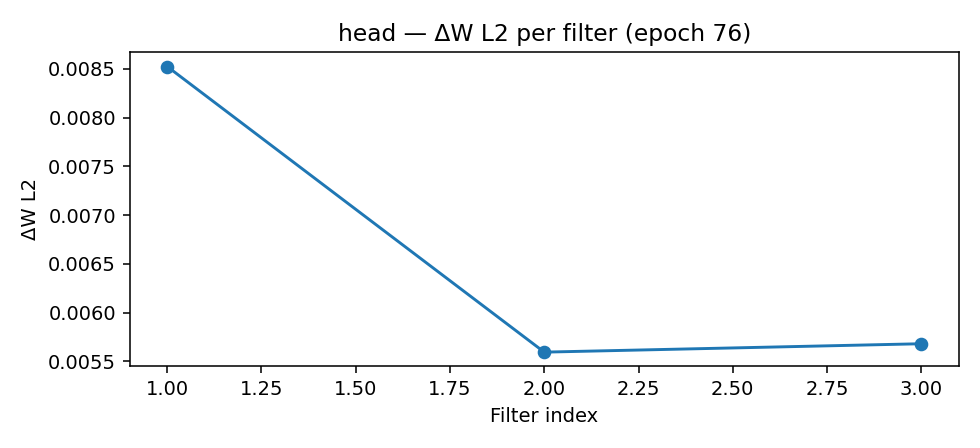 head — ΔW L2 per filter (epoch 76)
0.0085
0.0080
0.0075
0.0070
0.0065
0.0060
0.0055
ΔW L2
1.00 1.25 1.50 1.75 2.00 2.25 2.50 2.75 3.00
Filter index